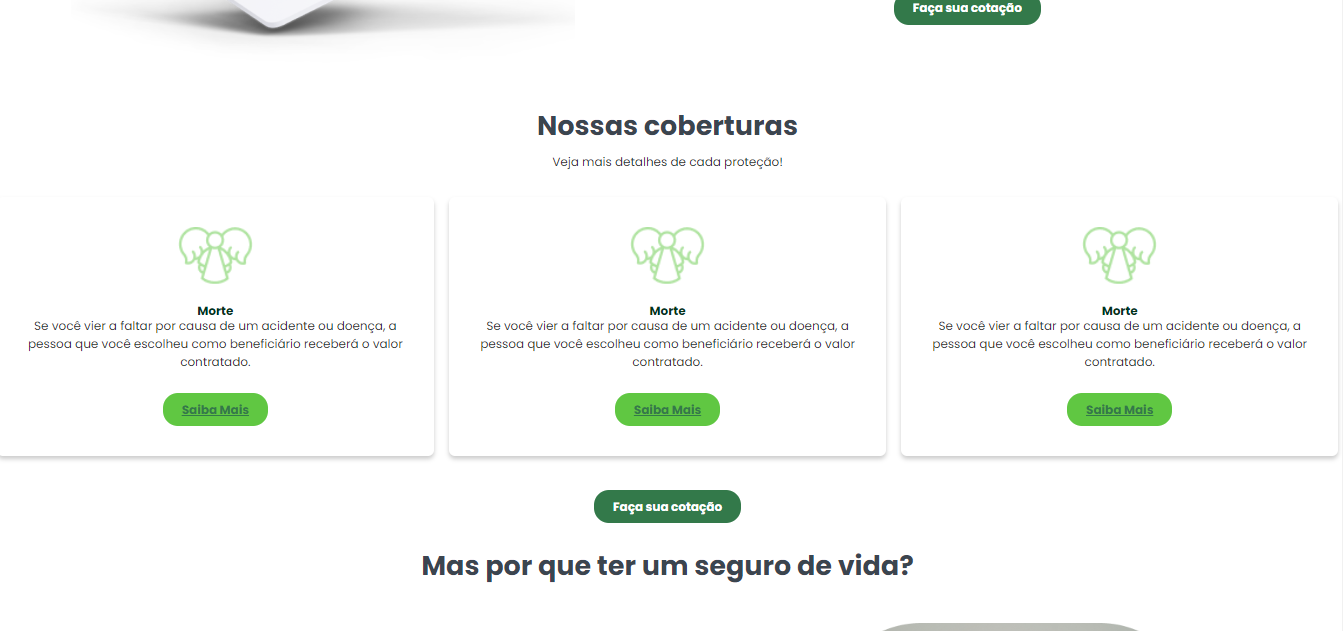 Faça sua cotação
Nossas coberturas
Veja mais detalhes de cada proteção!
Morte
Se você vier a faltar por causa de um acidente ou doença, a
pessoa que você escolheu como beneficiário receberá o valor
contratado.
Saiba Mais
Morte
Se você vier a faltar por causa de um acidente ou doença, a
pessoa que você escolheu como beneficiário receberá o valor
contratado.
Saiba Mais
Morte
Se você vier a faltar por causa de um acidente ou doença, a
pessoa que você escolheu como beneficiário receberá o valor
contratado.
Saiba Mais
Faça sua cotação
Mas por que ter um seguro de vida?